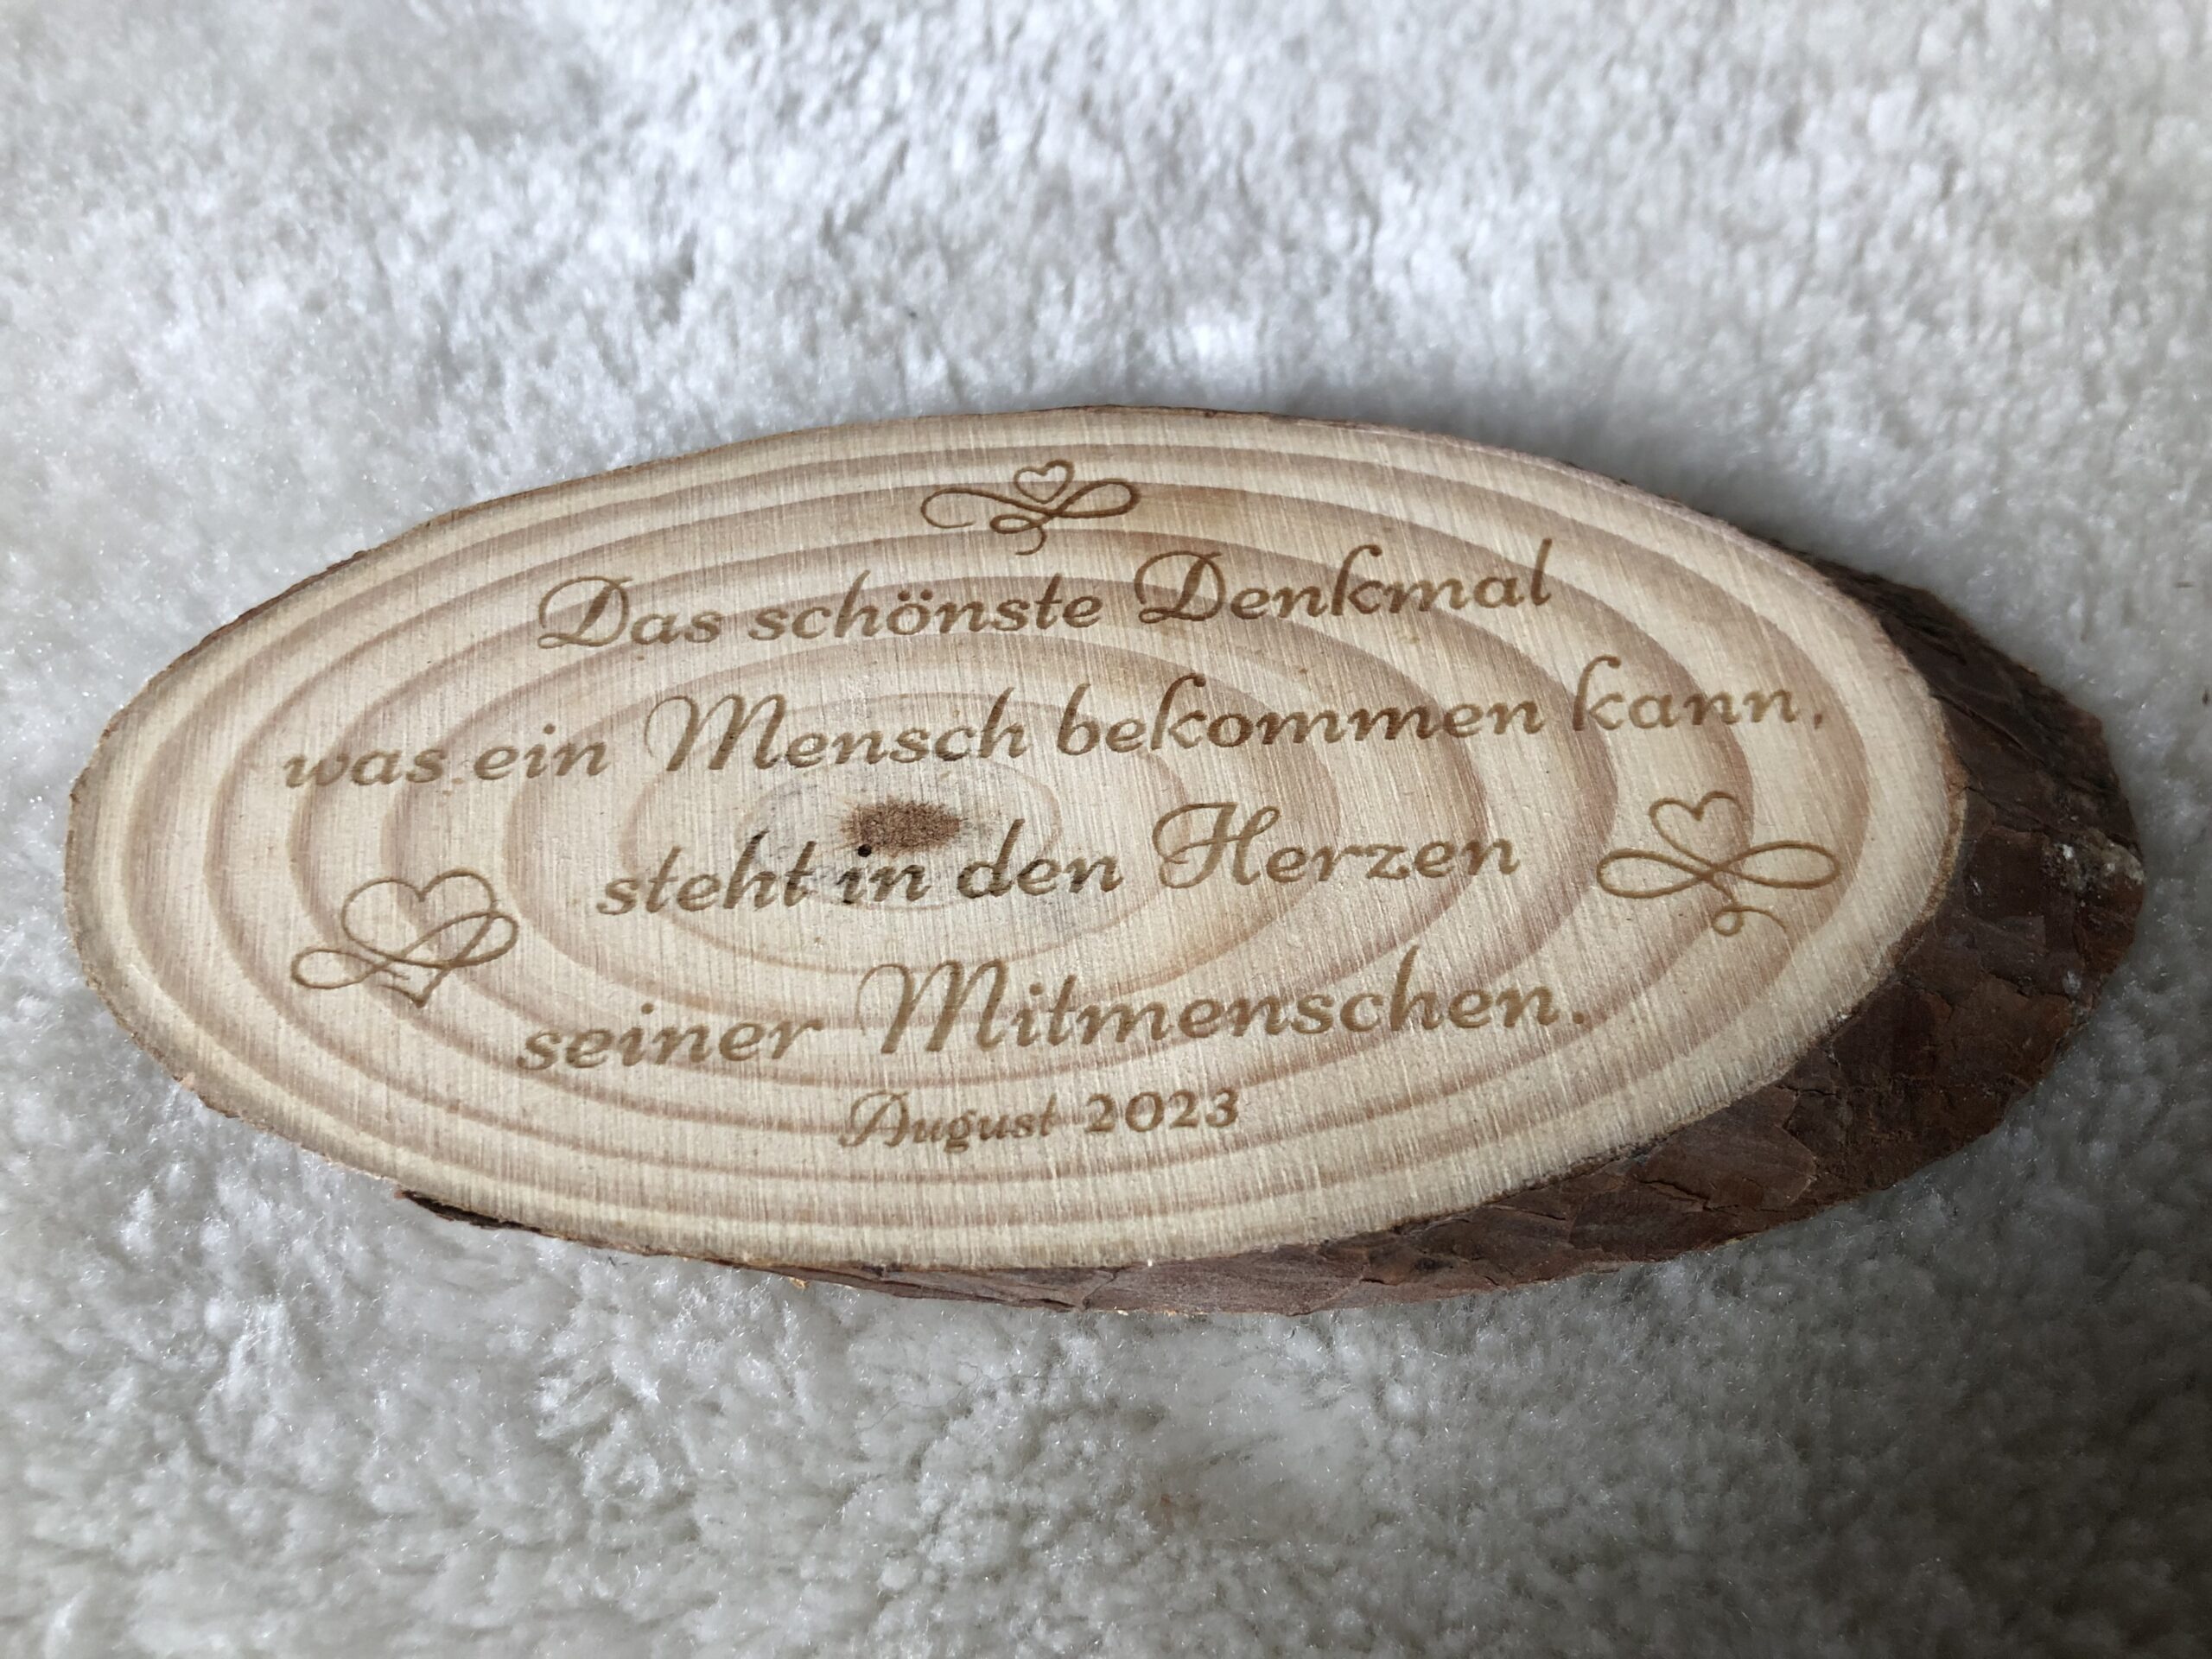 Das schönste Denkmal
was ein Mensch bekommen kann,
steht in den Herzen
seiner Mitmenschen.
August 2023